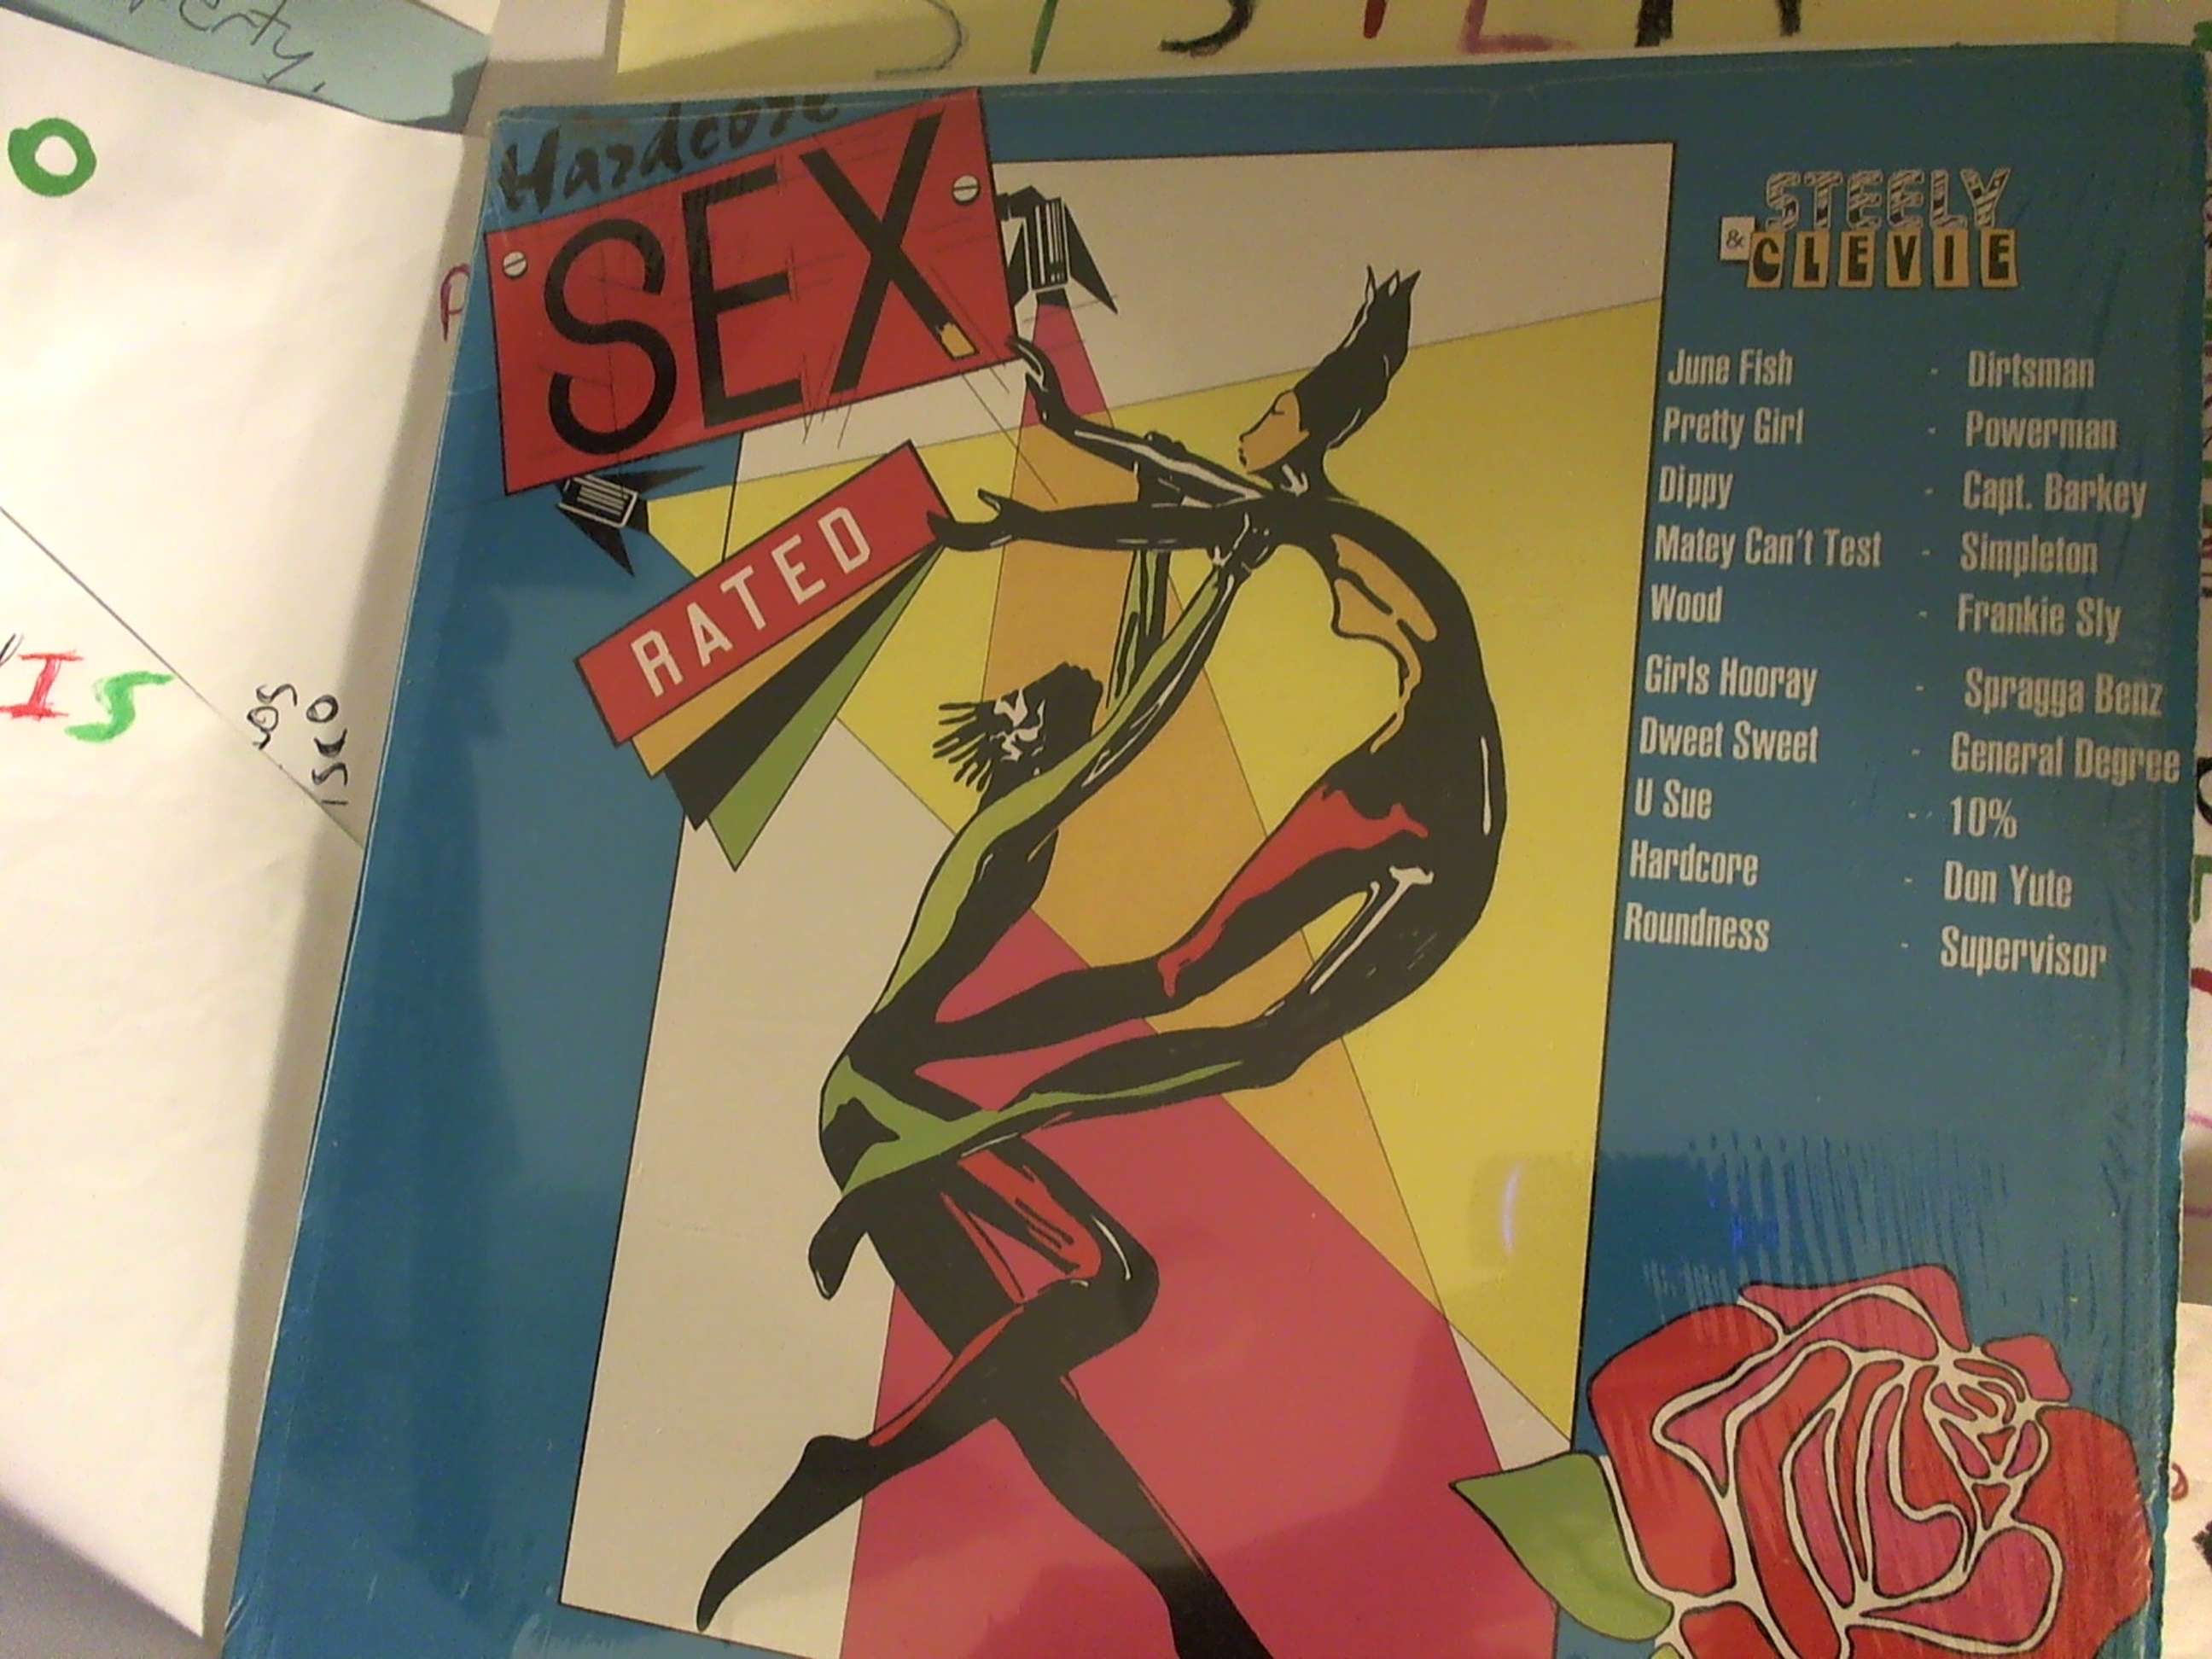 Hardcore
SEX
RATED
STEELY
& CLEVIE
June Fish - Dirtsman
Pretty Girl - Powerman
Dippy - Capt. Barkey
Matey Can't Test - Simpleton
Wood - Frankie Sly
Girls Hooray - Spragga Benz
Dweet Sweet - General Degree
U Sue - 10%
Hardcore - Don Yute
Roundness - Supervisor